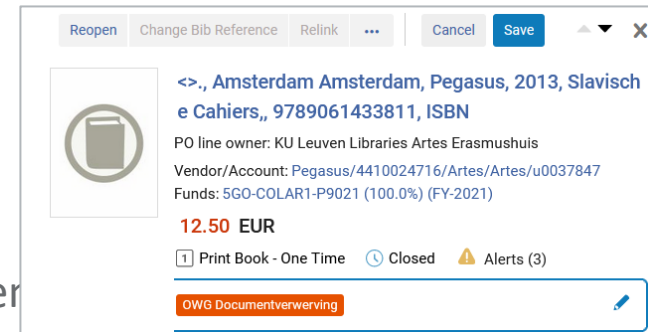 Reopen Change Bib Reference Relink ••• Cancel Save
<>., Amsterdam Amsterdam, Pegasus, 2013, Slavisch
e Cahiers,, 9789061433811, ISBN
PO line owner: KU Leuven Libraries Artes Erasmushuis
Vendor/Account: Pegasus/4410024716/Artes/Artes/u0037847
Funds: 5GO-COLAR1-P9021 (100.0%) (FY-2021)
12.50 EUR
1 Print Book - One Time Closed Alerts (3)
er
OWG Documentverwerving